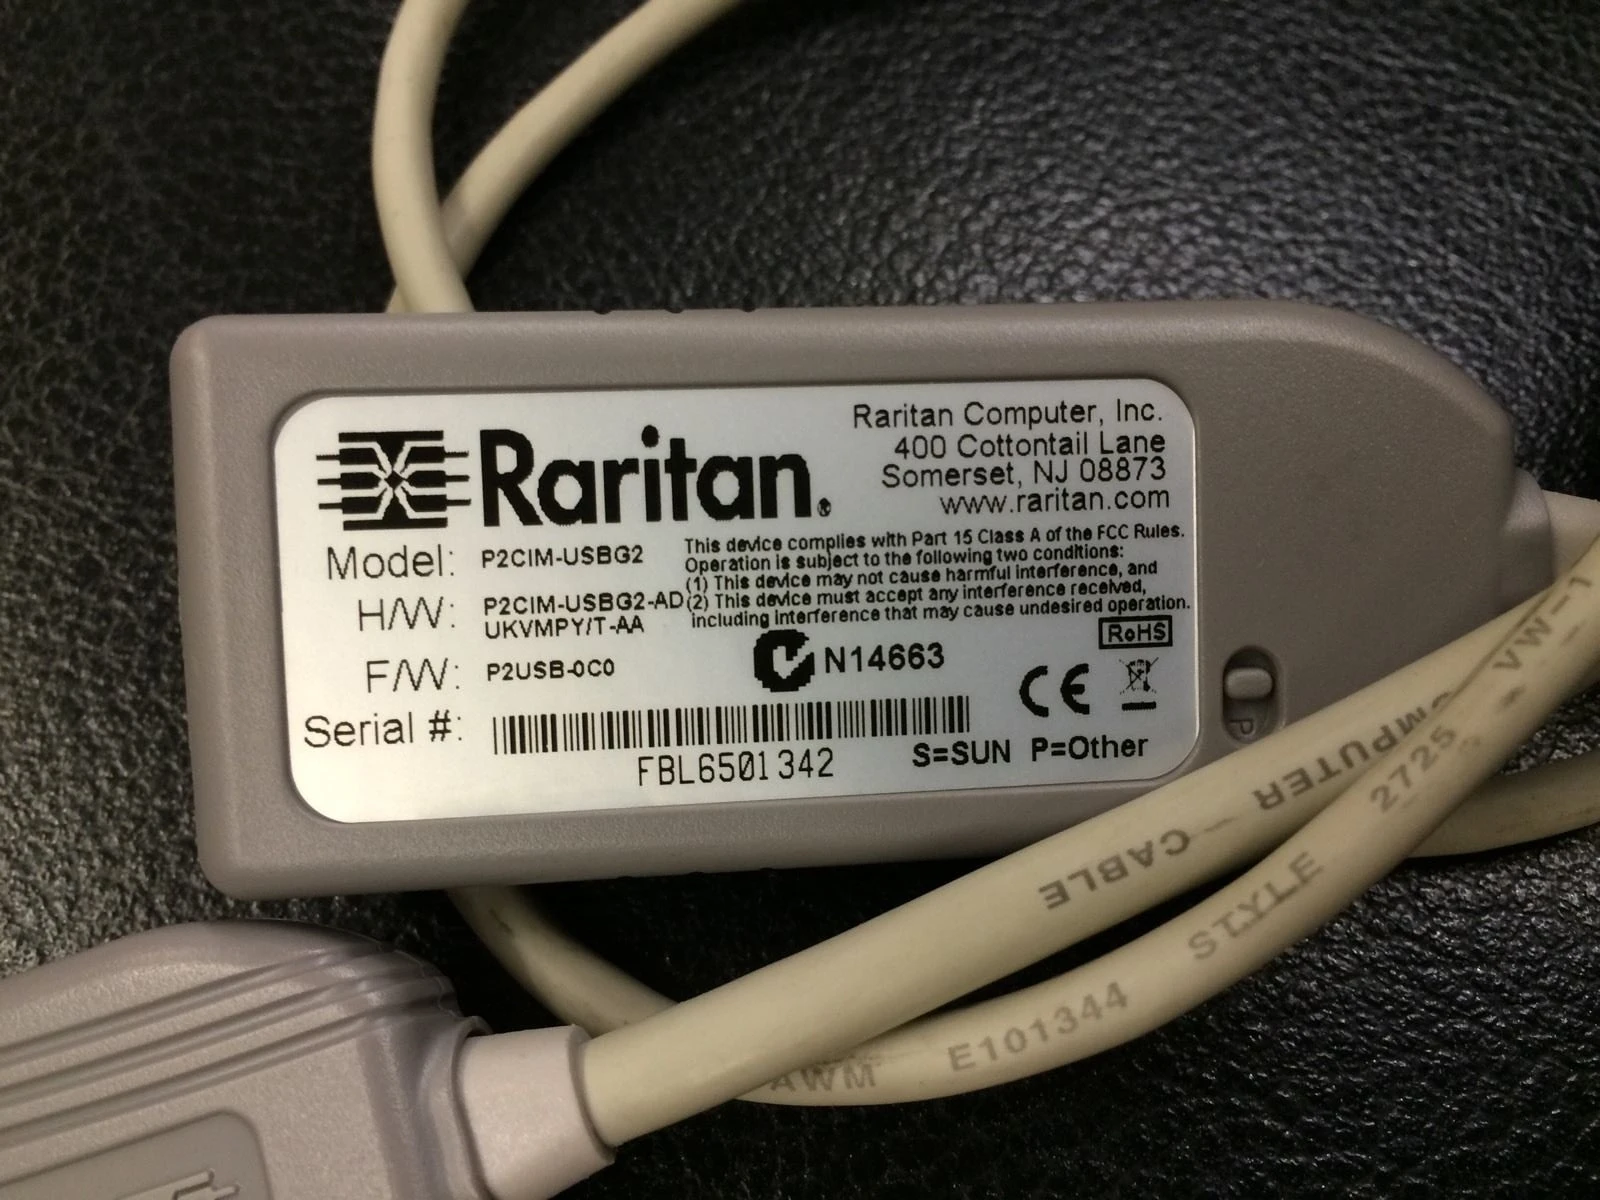 Raritan®
Raritan Computer, Inc.
400 Cottontail Lane
Somerset, NJ 08873
www.raritan.com
Model: P2CIM-USBG2
H/W: P2CIM-USBG2-AD
UKVMPY/T-AA
F/W: P2USB-0C0
Serial #:
FBL6501342
This device complies with Part 15 Class A of the FCC Rules.
Operation is subject to the following two conditions:
(1) This device may not cause harmful interference, and
(2) This device must accept any interference received,
including interference that may cause undesired operation.
RoHS
N14663
CE
S=SUN P=Other
P
COMPUTER CABLE
AWM E101344 STYLE 2725 VW-1